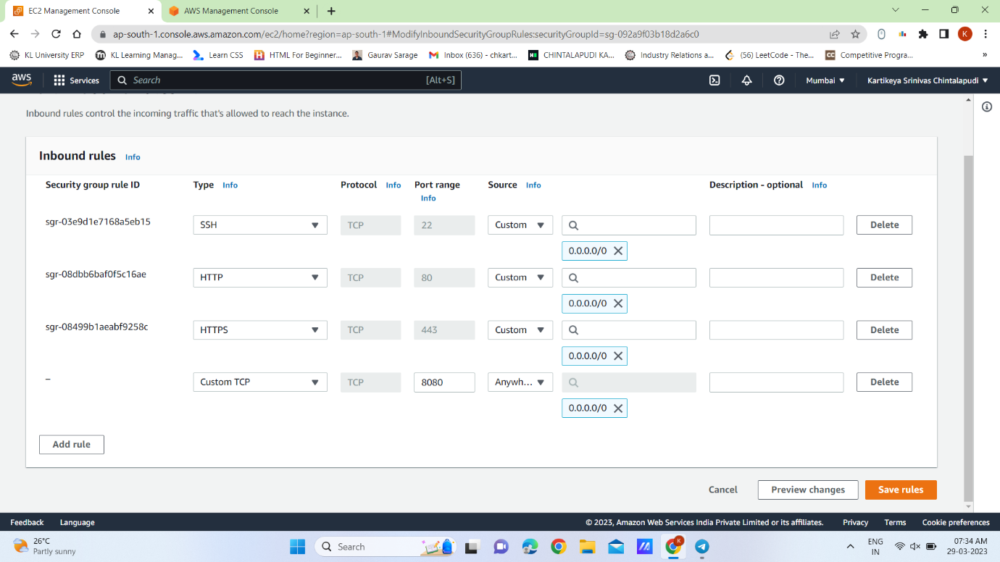 EC2 Management Console
AWS Management Console
ap-south-1.console.aws.amazon.com/ec2/home?region=ap-south-1#ModifyInboundSecurityGroupRules:securityGroupId=sg-092a9f03b18d2a6c0
K
KL University ERP
KL Learning Manag...
Learn CSS
HTML For Beginner...
Gaurav Sarage
Inbox (636) - chkart...
CHINTALAPUDI KA...
Industry Relations a...
(56) LeetCode - The...
CC Competitive Progra...
»
aws Services Search [Alt+S] Mumbai Kartikeya Srinivas Chintalapudi
Inbound rules control the incoming traffic that's allowed to reach the instance.
Inbound rules Info
Security group rule ID Type Info Protocol Info Port range Source Info Description - optional Info
Info
sgr-03e9d1e7168a5eb15 SSH TCP 22 Custom Delete
0.0.0.0/0
sgr-08dbb6baf0f5c16ae HTTP TCP 80 Custom Delete
0.0.0.0/0
sgr-08499b1aeabf9258c HTTPS TCP 443 Custom Delete
0.0.0.0/0
– Custom TCP TCP 8080 Anywh... Delete
0.0.0.0/0
Add rule
Cancel Preview changes Save rules
Feedback Language © 2023, Amazon Web Services India Private Limited or its affiliates. Privacy Terms Cookie preferences
26°C
Partly sunny
Search
ENG
IN
07:34 AM
29-03-2023